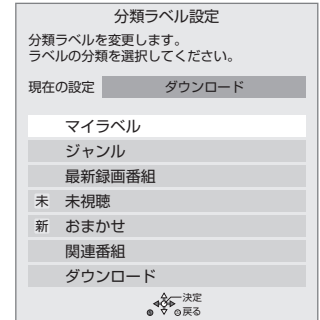 分類ラベル設定
分類ラベルを変更します。
ラベルの分類を選択してください。
現在の設定 ダウンロード
マイラベル
ジャンル
最新録画番組
未 未視聴
新 おまかせ
関連番組
ダウンロード
決定
戻る